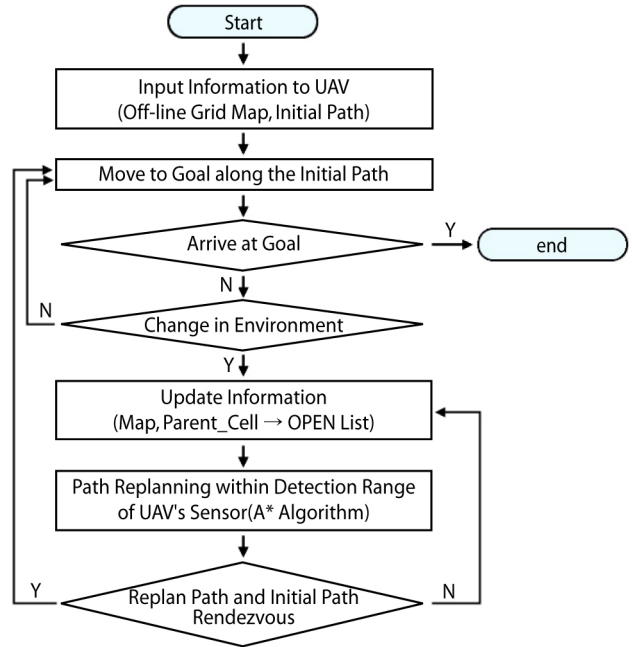 Start
Input Information to UAV
(Off-line Grid Map, Initial Path)
Move to Goal along the Initial Path
Arrive at Goal
Y
end
N
Change in Environment
N
Y
Update Information
(Map, Parent_Cell → OPEN List)
Path Replanning within Detection Range
of UAV's Sensor(A* Algorithm)
Replan Path and Initial Path
Rendezvous
Y
N